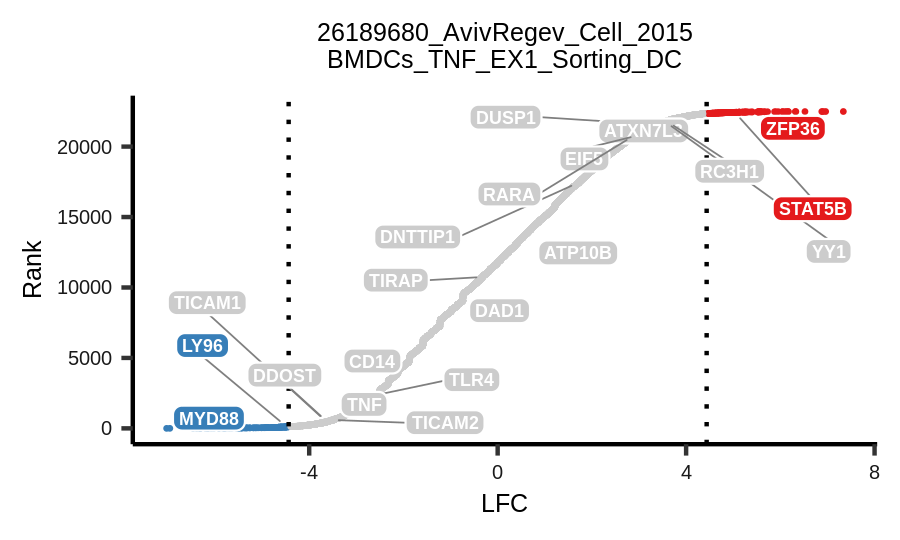 26189680_AvivRegev_Cell_2015
BMDCs_TNF_EX1_Sorting_DC
DUSP1
ATXN7L3
ZFP36
20000
EIF5
RC3H1
RARA
15000
STAT5B
DNTTIP1
YY1
ATP10B
Rank
TIRAP
10000
TICAM1
DAD1
LY96
5000
CD14
DDOST
TLR4
TNF
MYD88
TICAM2
0
-4
0
4
8
LFC